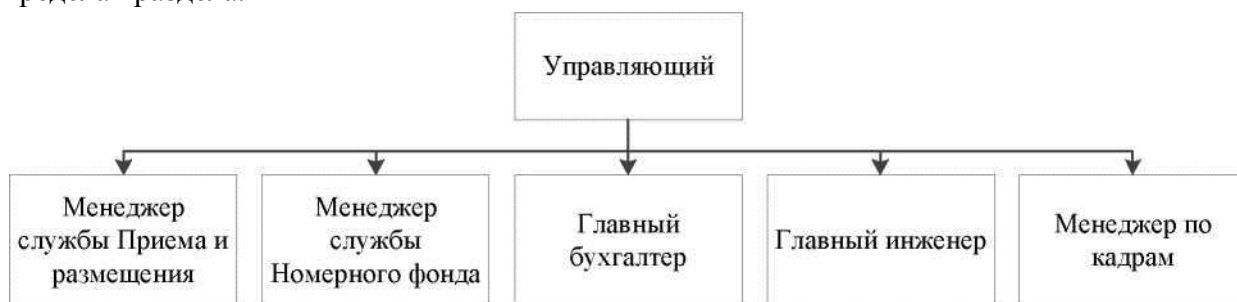 Управляющий
Менеджер
службы Приема и
размещения
Менеджер
службы
Номерного фонда
Главный
бухгалтер
Главный инженер
Менеджер по
кадрам